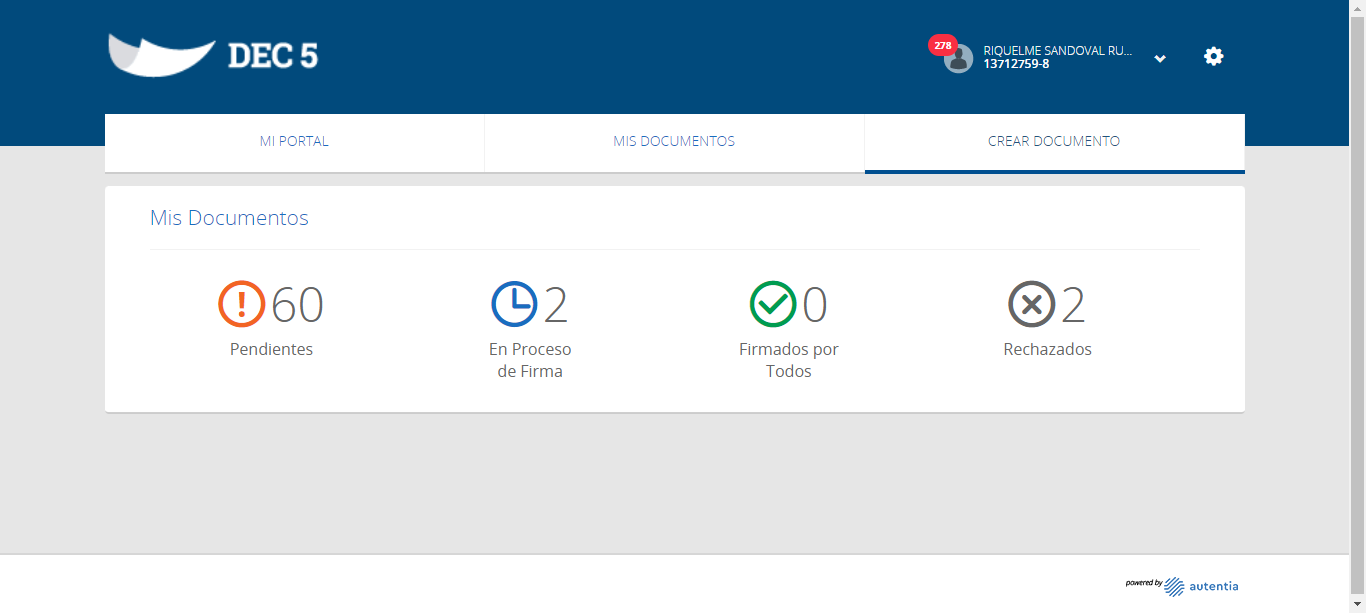 DEC 5
278
RIQUELME SANDOVAL RU...
13712759-8
MI PORTAL
MIS DOCUMENTOS
CREAR DOCUMENTO
Mis Documentos
60
Pendientes
2
En Proceso
de Firma
0
Firmados por
Todos
2
Rechazados
powered by autentia